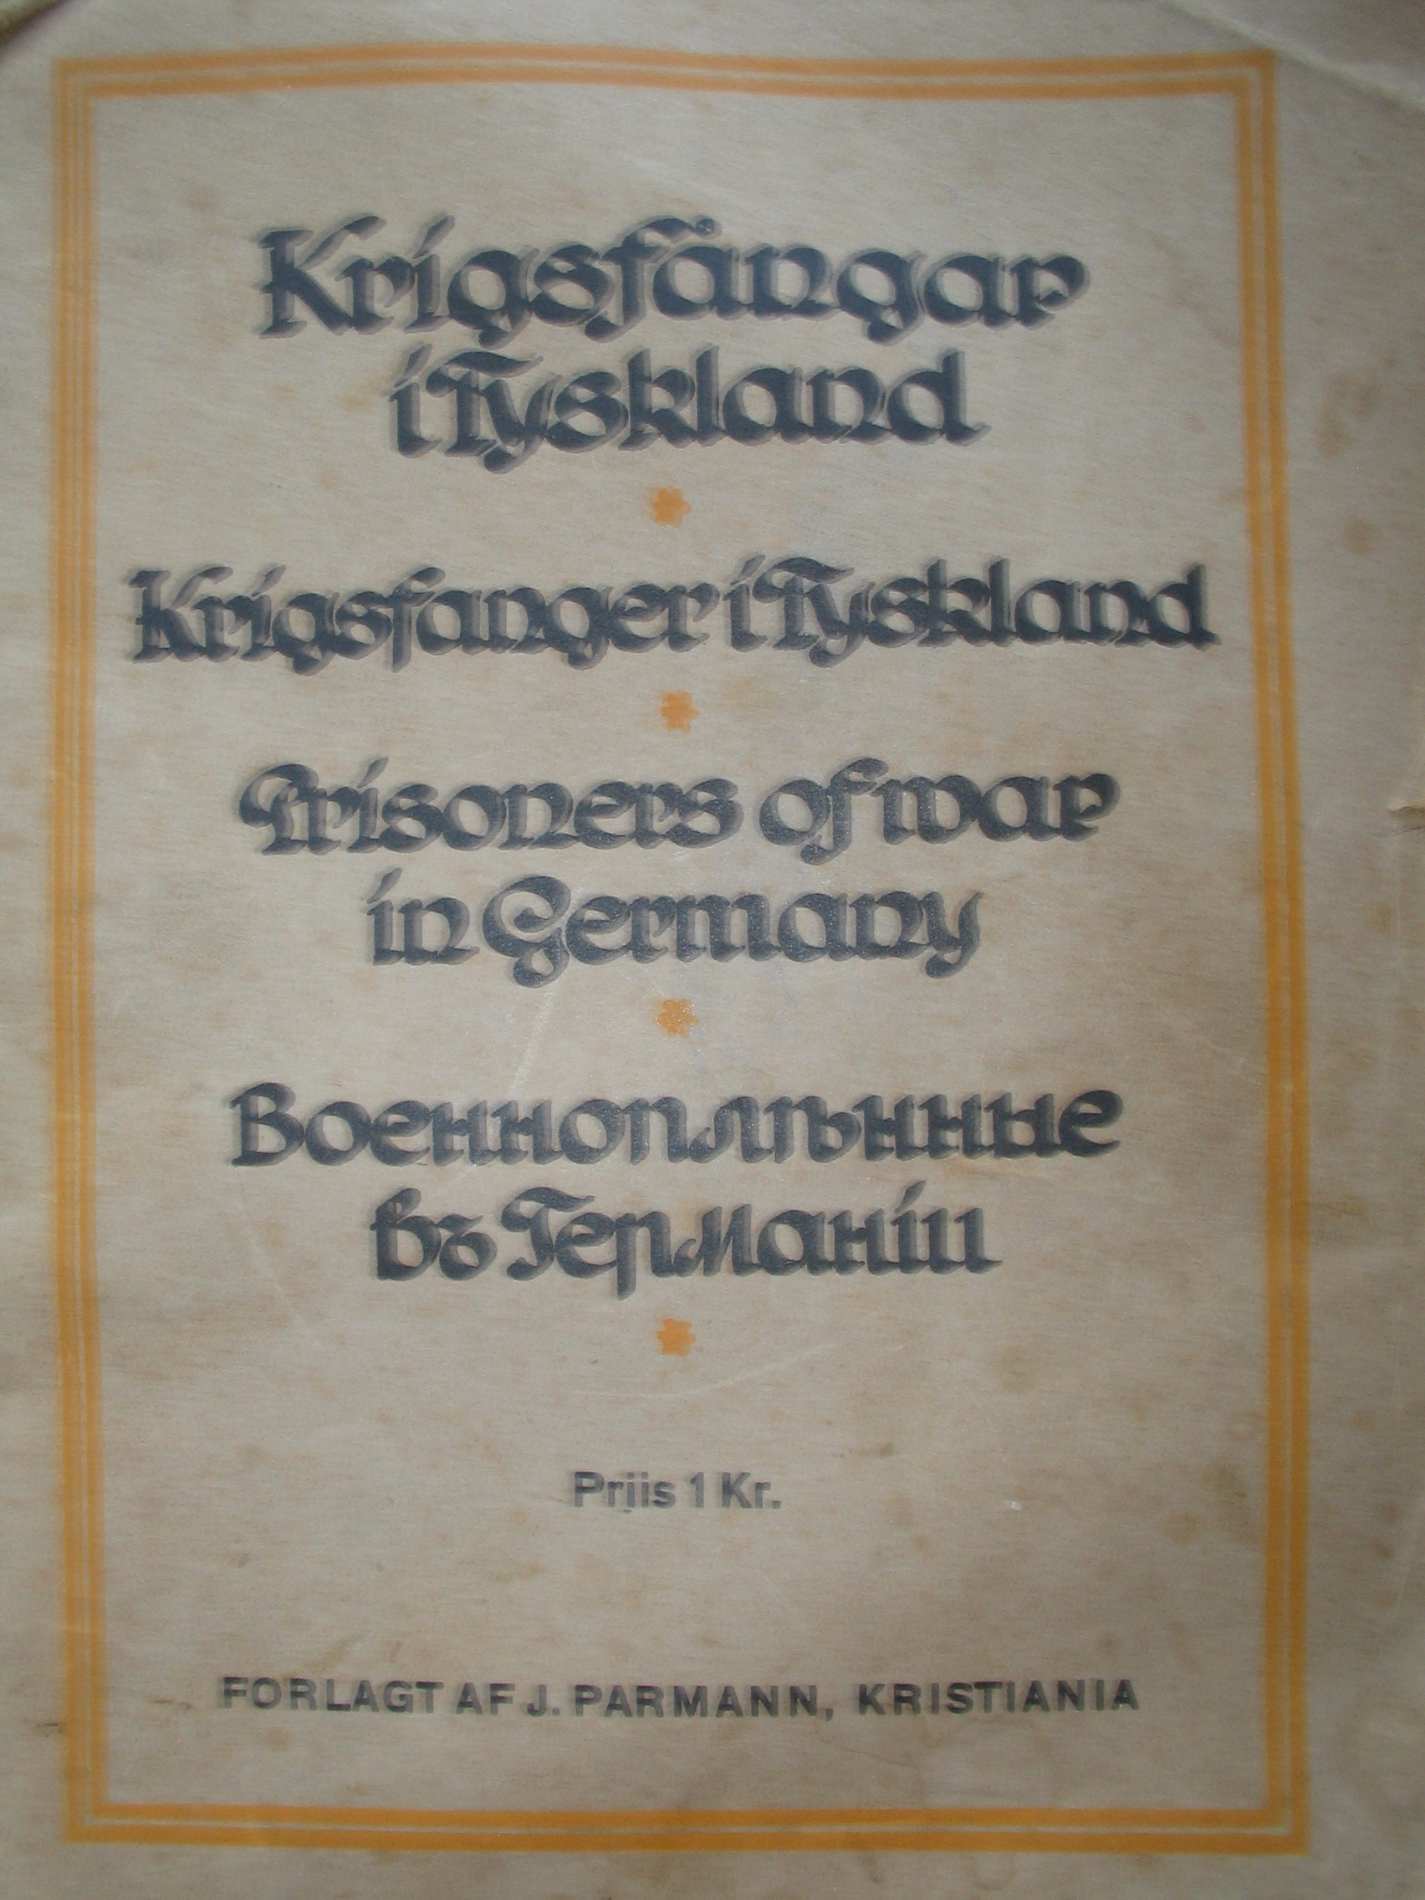 Krigsfångar
i Tyskland
Krigsfanger i Tyskland
Prisoners of war
in Germany
Военноплѣнные
въ Германіи
Priis 1 Kr.
FORLAGT AF J. PARMANN, KRISTIANIA